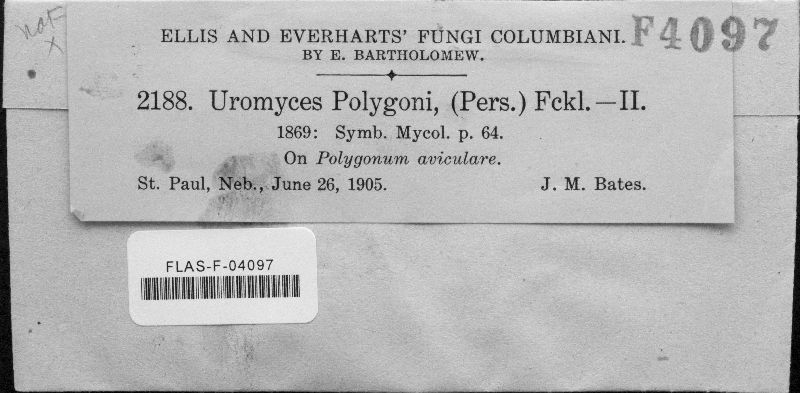 not
x
ELLIS AND EVERHARTS' FUNGI COLUMBIANI. F4097
BY E. BARTHOLOMEW.
2188. Uromyces Polygoni, (Pers.) Fckl.—II.
1869: Symb. Mycol. p. 64.
On Polygonum aviculare.
St. Paul, Neb., June 26, 1905. J. M. Bates.
FLAS-F-04097